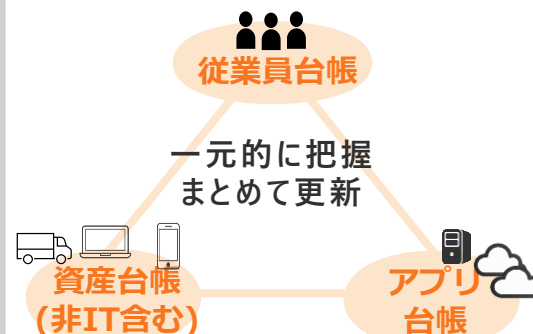 従業員台帳
一元的に把握
まとめて更新
資産台帳
(非IT含む)
アプリ
台帳